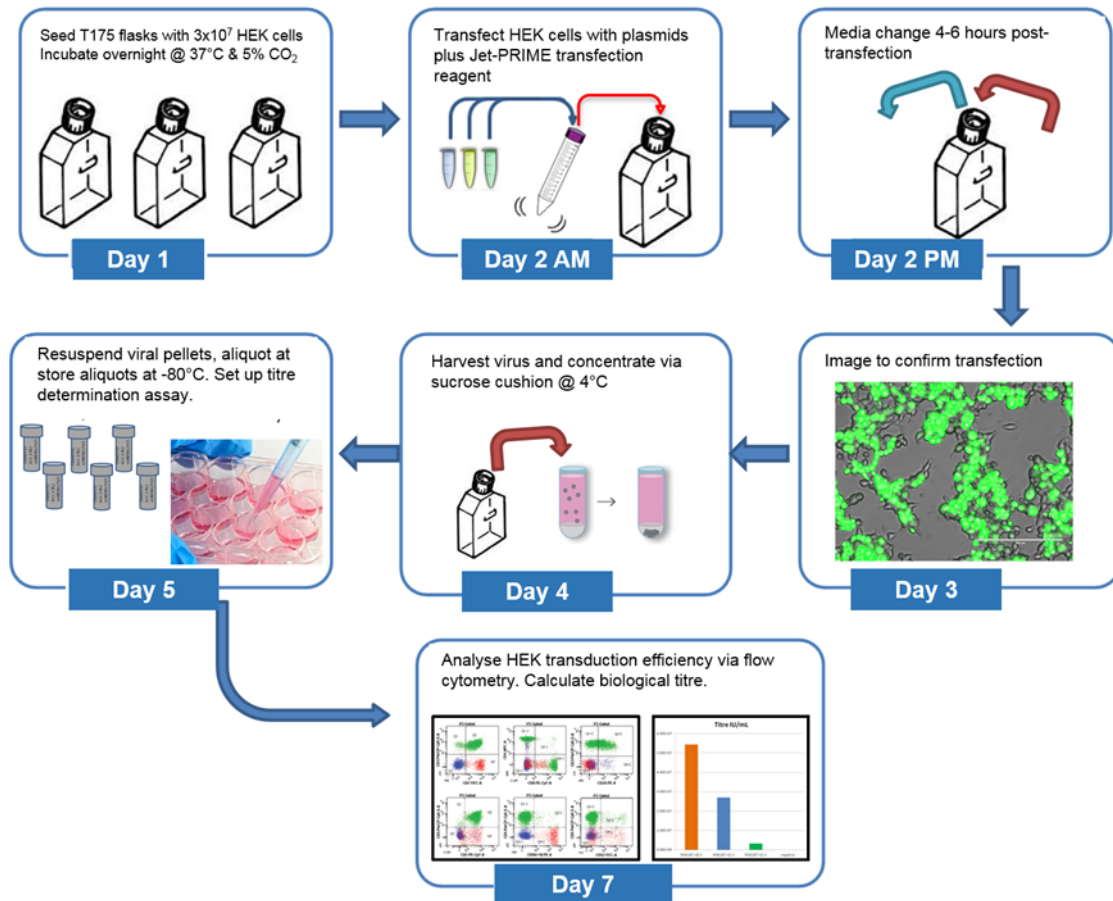 Seed T175 flasks with 3x10⁷ HEK cells
Incubate overnight @ 37°C & 5% CO₂
Day 1
Transfect HEK cells with plasmids
plus Jet-PRIME transfection
reagent
Day 2 AM
Media change 4-6 hours post-
transfection
Day 2 PM
Image to confirm transfection
Day 3
Harvest virus and concentrate via
sucrose cushion @ 4°C
Day 4
Resuspend viral pellets, aliquot at
store aliquots at -80°C. Set up titre
determination assay.
Day 5
Analyse HEK transduction efficiency via flow
cytometry. Calculate biological titre.
Titre IU/mL
Day 7